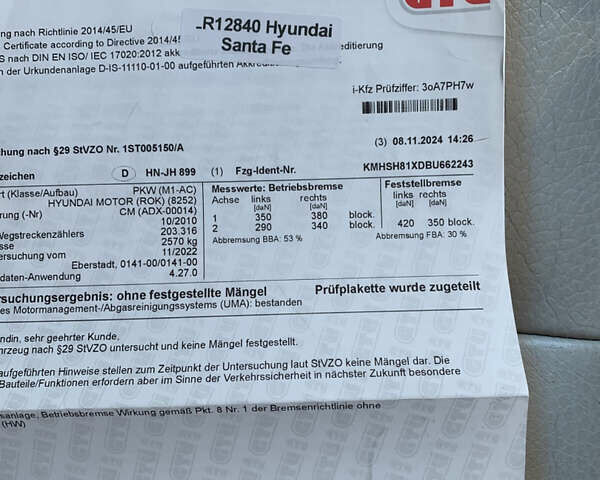 ng nach Richtlinie 2014/45/EU
Certificate according to Directive 2014/4
S nach DIN EN ISO/ IEC 17020:2012 akk
n der Urkundenanlage D-IS-11110-01-00 aufgeführten
-R12840 Hyundai
Santa Fe
editierung
GTÜ
i-Kfz Prüfziffer: 3oA7PH7w
(3) 08.11.2024 14:26
chung nach §29 StVZO Nr. 1ST005150/A
zeichen D HN-JH 899 (1) Fzg-Ident-Nr. KMHSH81XDBU662243
rt (Klasse/Aufbau) PKW (M1-AC) Messwerte: Betriebsbremse Feststellbremse
HYUNDAI MOTOR (ROK) (8252) Achse links rechts links rechts
rung (-Nr) CM (ADX-00014) [daN] [daN] [daN] [daN]
10/2010 1 350 380 block.
Wegstreckenzählers 203.316 2 290 340 block. 420 350 block.
sse 2570 kg Abbremsung BBA: 53 % Abbremsung FBA: 30 %
ersuchung vom 11/2022
Eberstadt, 0141-00/0141-00
daten-Anwendung 4.27.0
rsuchungsergebnis: ohne festgestellte Mängel Prüfplakette wurde zugeteilt
es Motormanagement-/Abgasreinigungssystems (UMA): bestanden
ndin, sehr geehrter Kunde,
hrzeug nach §29 StVZO untersucht und keine Mängel festgestellt.
aufgeführten Hinweise stellen zum Zeitpunkt der Untersuchung laut StVZO keine Mängel dar. Die
Bauteile/Funktionen erfordern aber im Sinne der Verkehrssicherheit in nächster Zukunft besondere
sanlage, Betriebsbremse Wirkung gemäß Pkt. 8 Nr. 1 der Bremsenrichtlinie ohne
(HW)